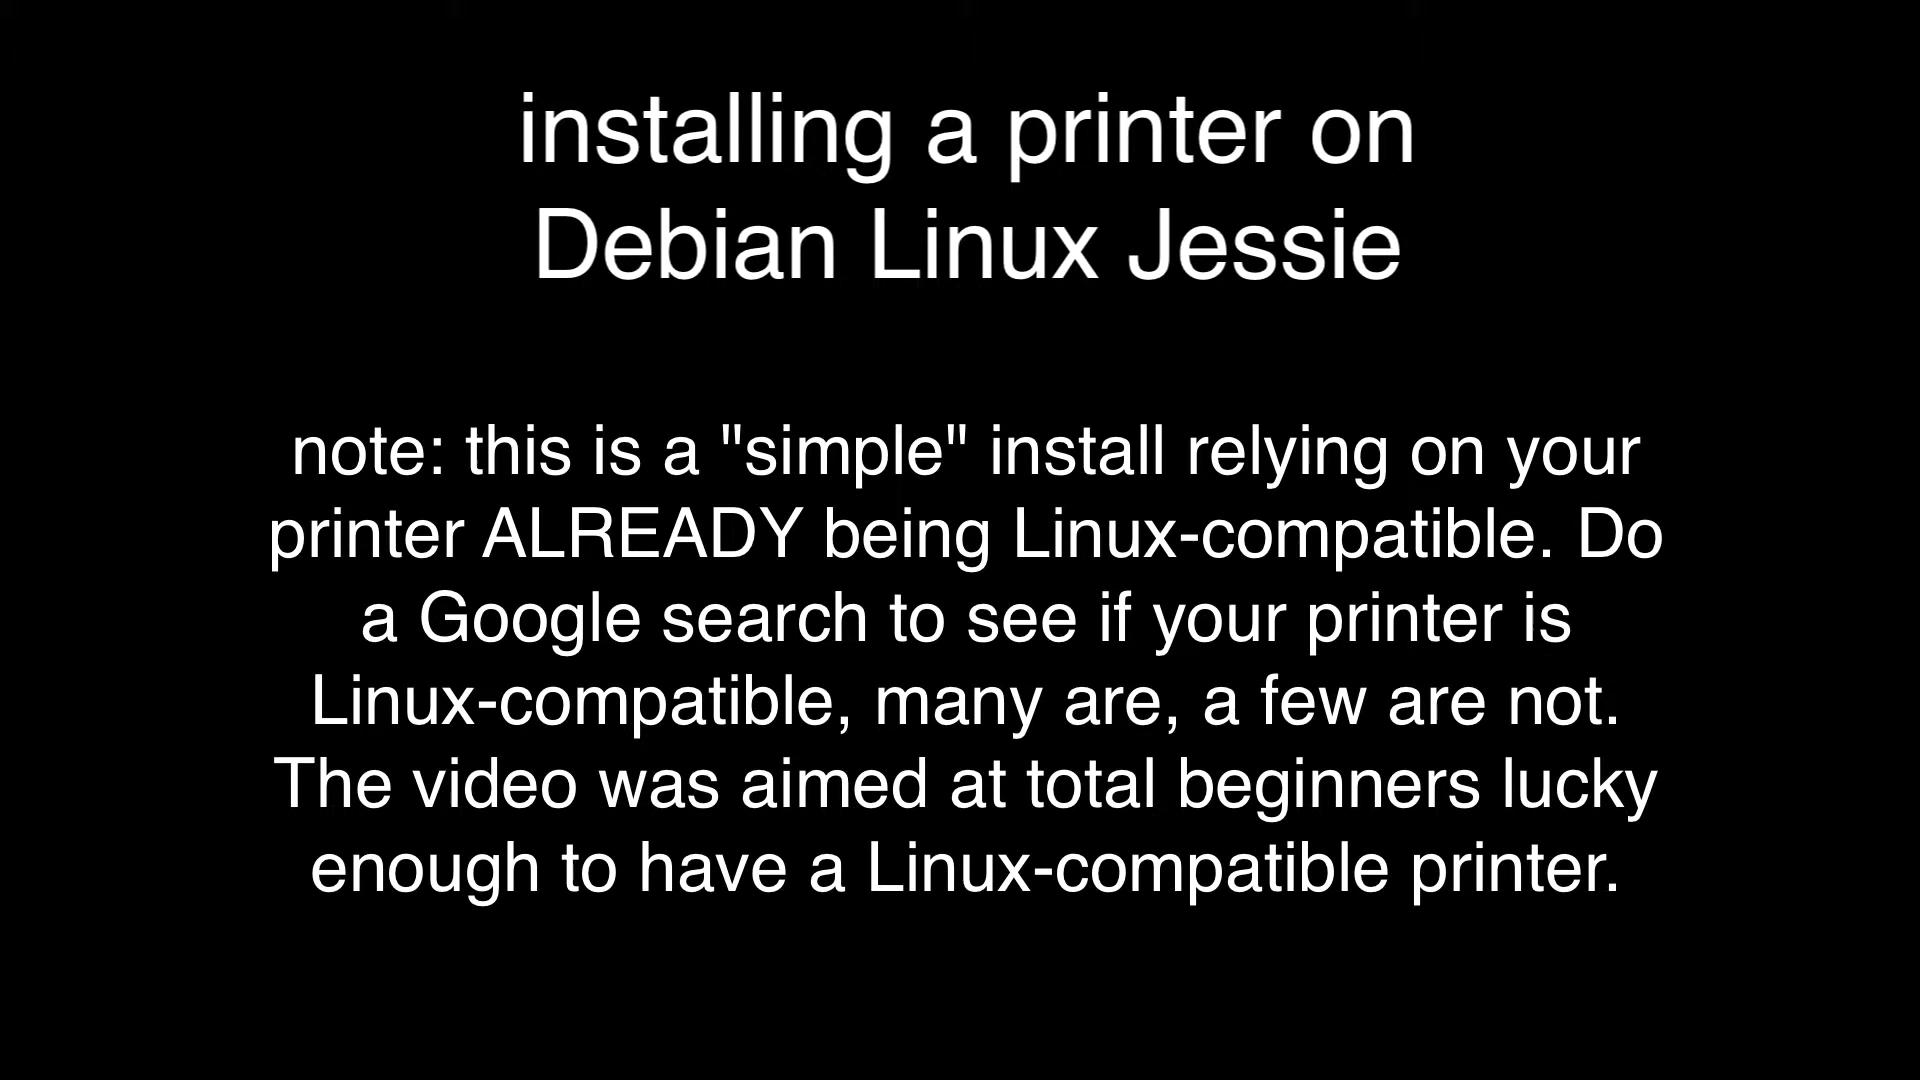 installing a printer on
Debian Linux Jessie
note: this is a "simple" install relying on your
printer ALREADY being Linux-compatible. Do
a Google search to see if your printer is
Linux-compatible, many are, a few are not.
The video was aimed at total beginners lucky
enough to have a Linux-compatible printer.